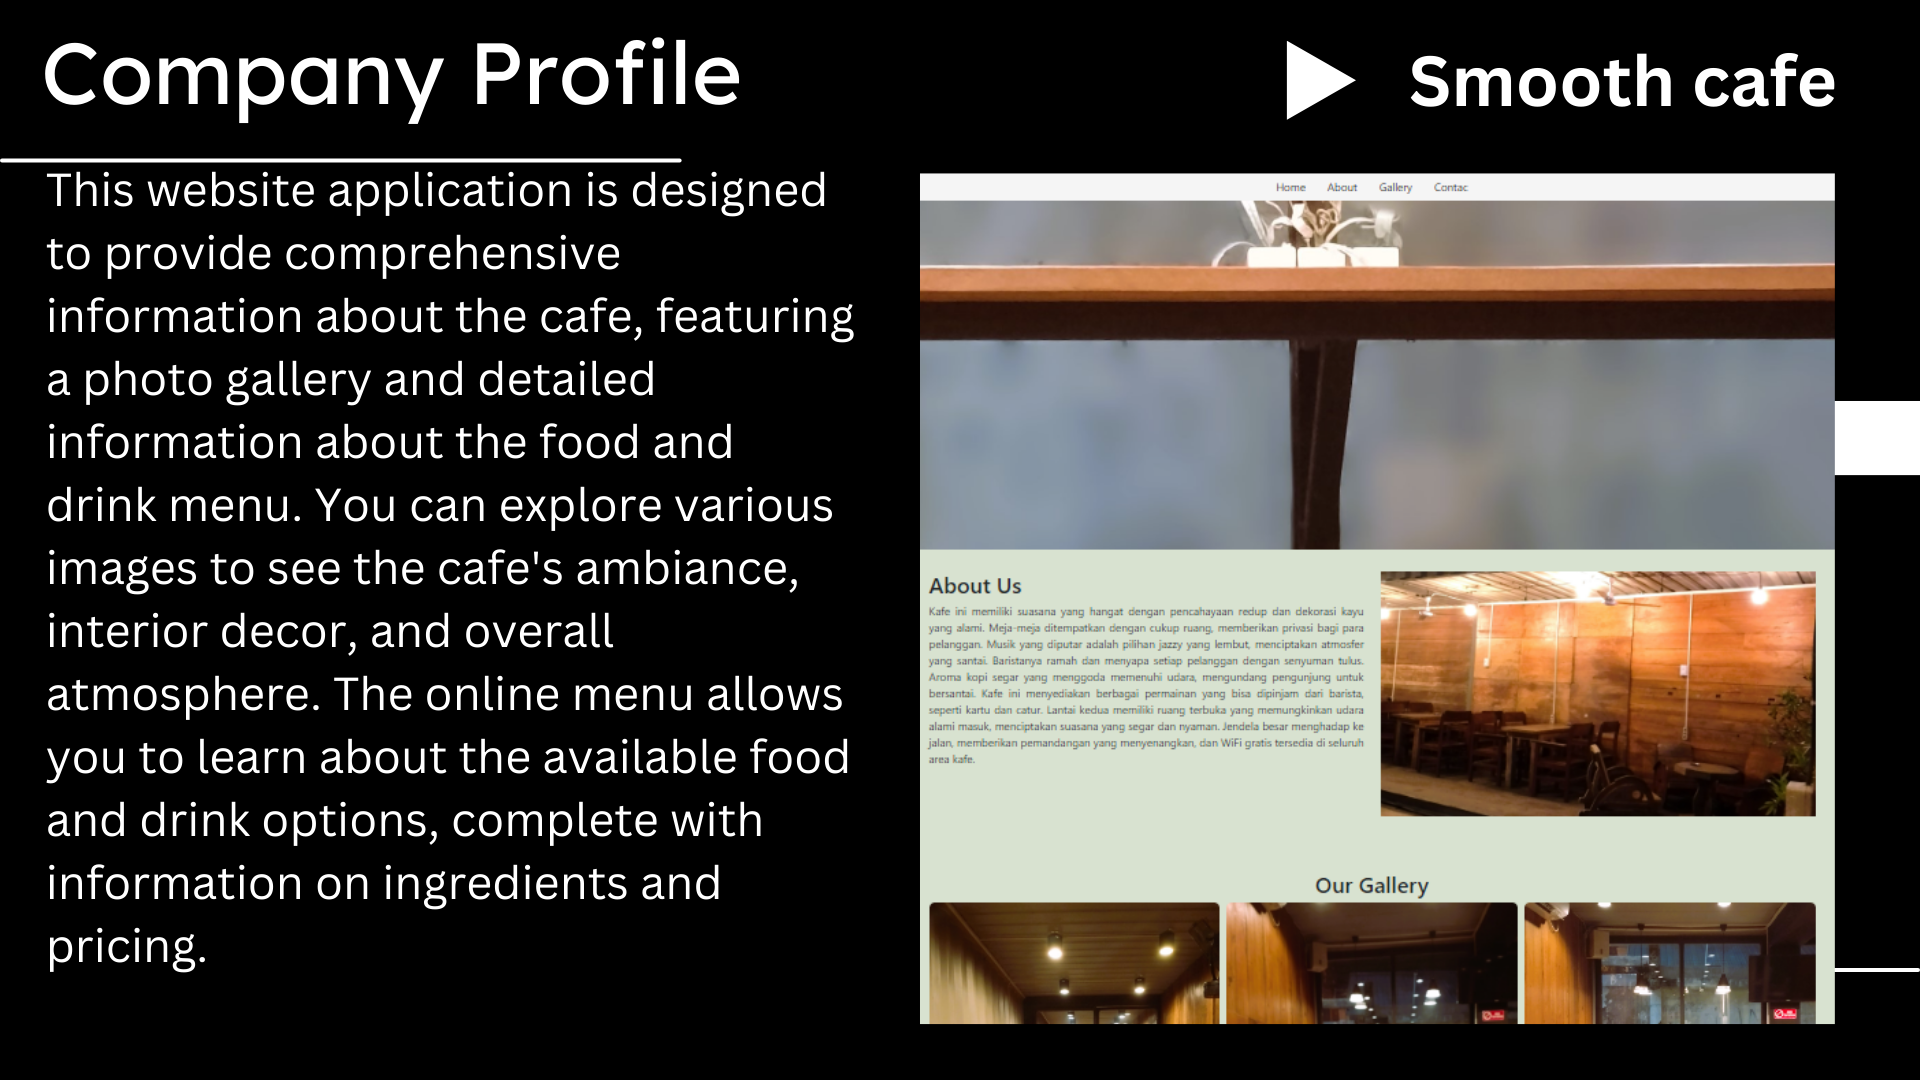 Company Profile
Smooth cafe
This website application is designed
to provide comprehensive
information about the cafe, featuring
a photo gallery and detailed
information about the food and
drink menu. You can explore various
images to see the cafe's ambiance,
interior decor, and overall
atmosphere. The online menu allows
you to learn about the available food
and drink options, complete with
information on ingredients and
pricing.
Home About Gallery Contac
About Us
Kafe ini memiliki suasana yang hangat dengan pencahayaan redup dan dekorasi kayu
yang alami. Meja-meja ditempatkan dengan cukup ruang, memberikan privasi bagi para
pelanggan. Musik yang diputar adalah pilihan jazzy yang lembut, menciptakan atmosfer
yang santai. Baristanya ramah dan menyapa setiap pelanggan dengan senyuman tulus.
Aroma kopi segar yang menggoda memenuhi udara, mengundang pengunjung untuk
bersantai. Kafe ini menyediakan berbagai permainan yang bisa dipinjam dari barista,
seperti kartu dan catur. Lantai kedua memiliki ruang terbuka yang memungkinkan udara
alami masuk, menciptakan suasana yang segar dan nyaman. Jendela besar menghadap ke
jalan, memberikan pemandangan yang menyenangkan, dan WiFi gratis tersedia di seluruh
area kafe.
Our Gallery